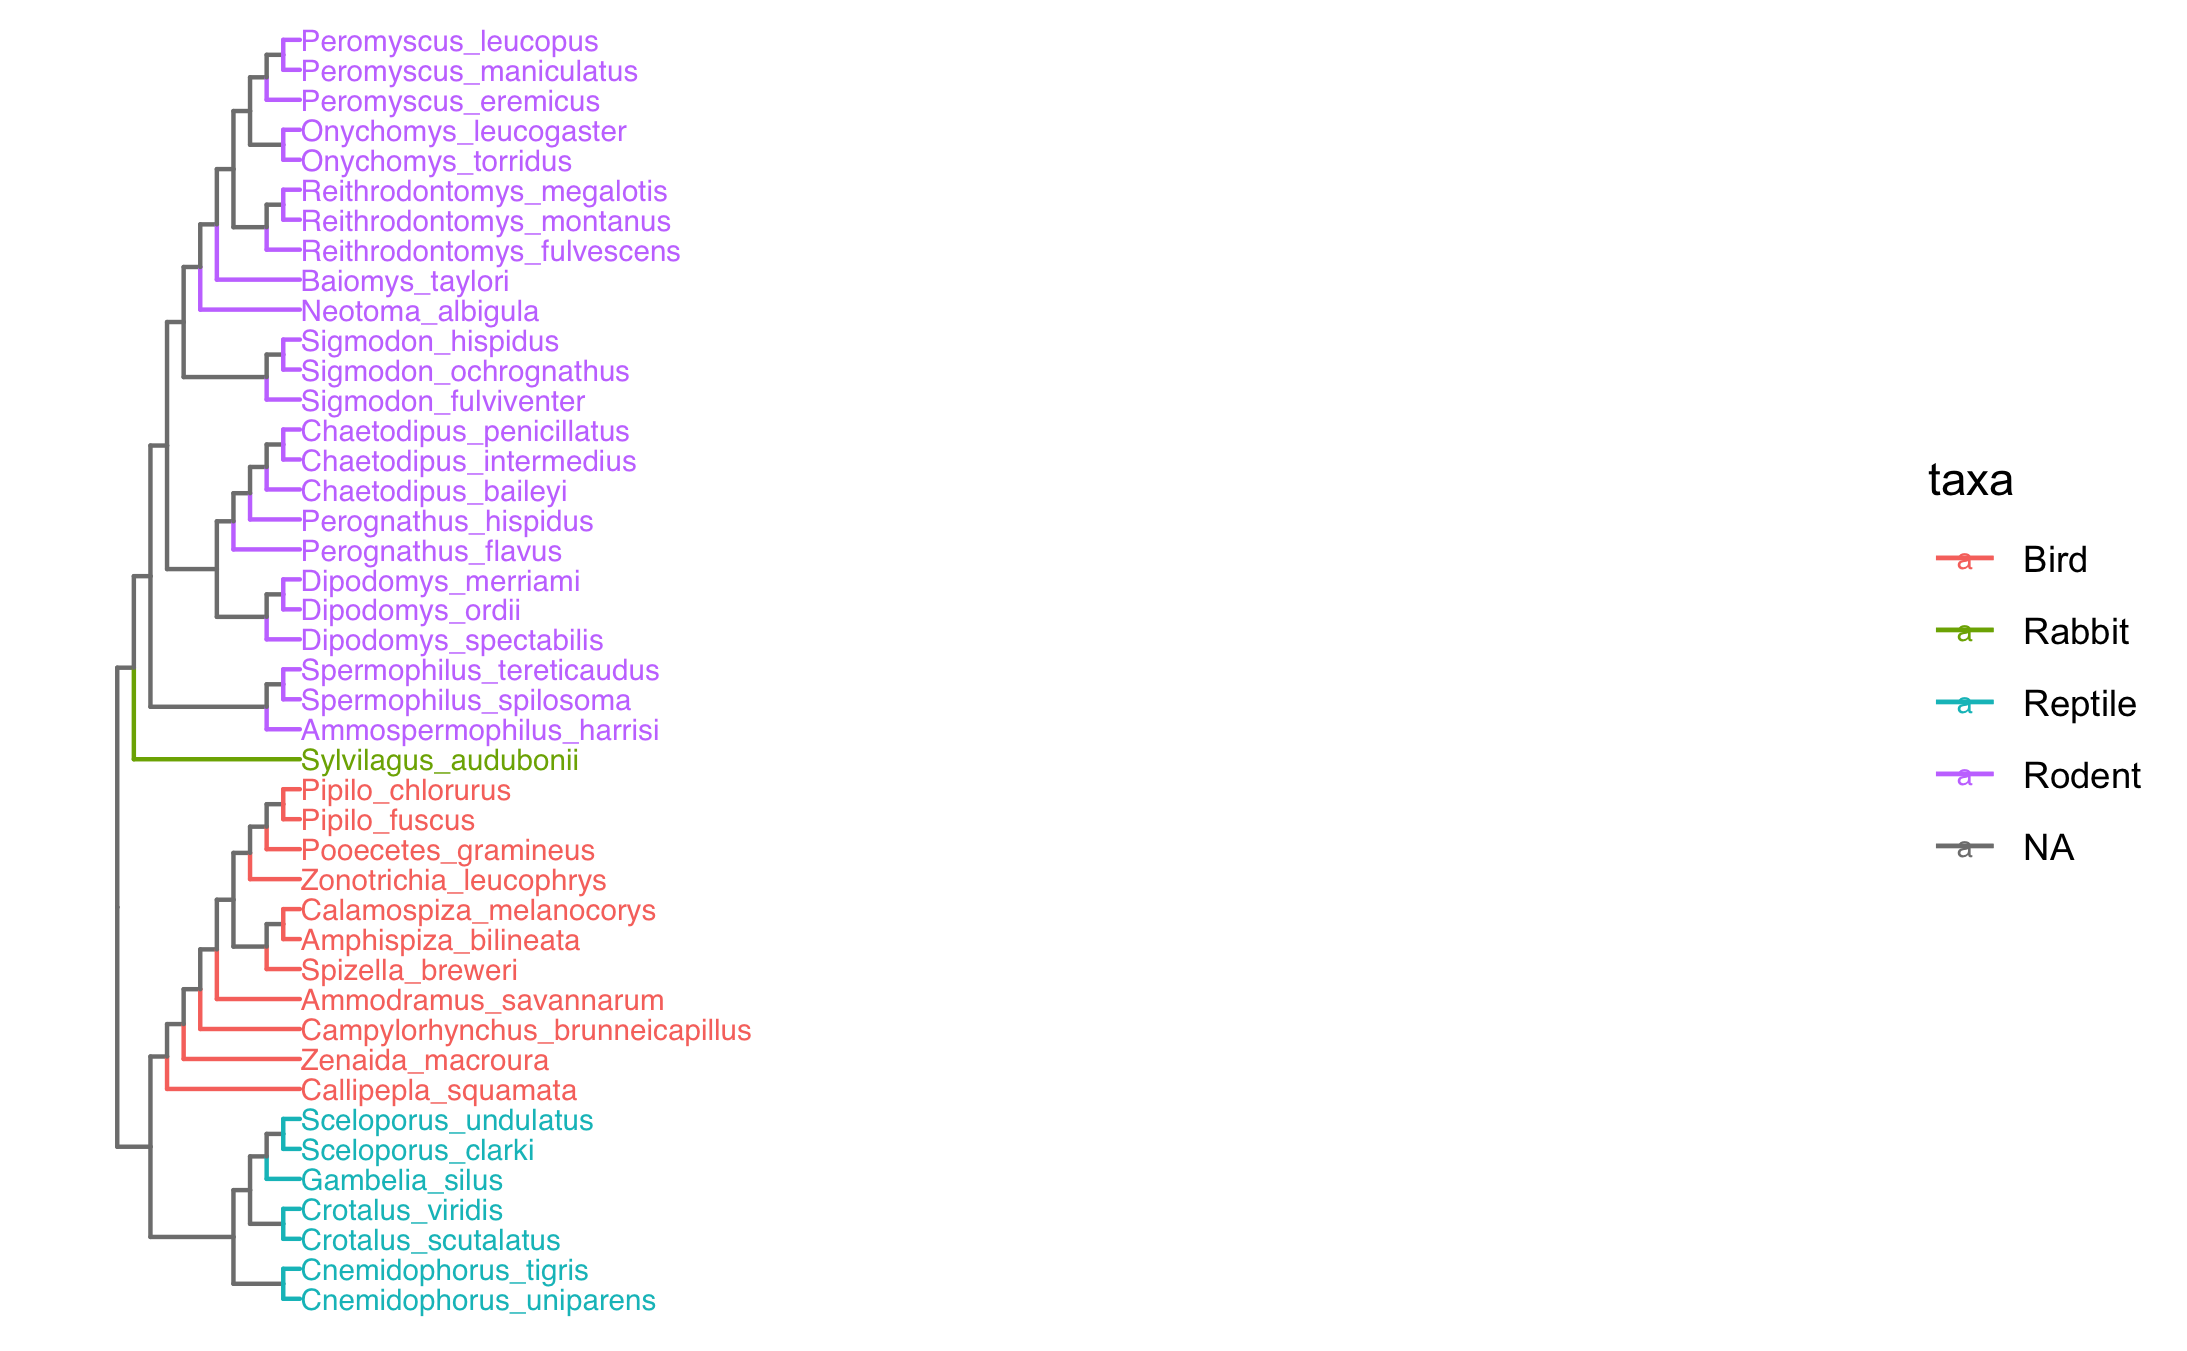 Peromyscus_leucopus
Peromyscus_maniculatus
Peromyscus_eremicus
Onychomys_leucogaster
Onychomys_torridus
Reithrodontomys_megalotis
Reithrodontomys_montanus
Reithrodontomys_fulvescens
Baiomys_taylori
Neotoma_albigula
Sigmodon_hispidus
Sigmodon_ochrognathus
Sigmodon_fulviventer
Chaetodipus_penicillatus
Chaetodipus_intermedius
Chaetodipus_baileyi
Perognathus_hispidus
Perognathus_flavus
Dipodomys_merriami
Dipodomys_ordii
Dipodomys_spectabilis
Spermophilus_tereticaudus
Spermophilus_spilosoma
Ammospermophilus_harrisi
Sylvilagus_audubonii
Pipilo_chlorurus
Pipilo_fuscus
Pooecetes_gramineus
Zonotrichia_leucophrys
Calamospiza_melanocorys
Amphispiza_bilineata
Spizella_breweri
Ammodramus_savannarum
Campylorhynchus_brunneicapillus
Zenaida_macroura
Callipepla_squamata
Sceloporus_undulatus
Sceloporus_clarki
Gambelia_silus
Crotalus_viridis
Crotalus_scutalatus
Cnemidophorus_tigris
Cnemidophorus_uniparens
taxa
a Bird
a Rabbit
a Reptile
a Rodent
a NA